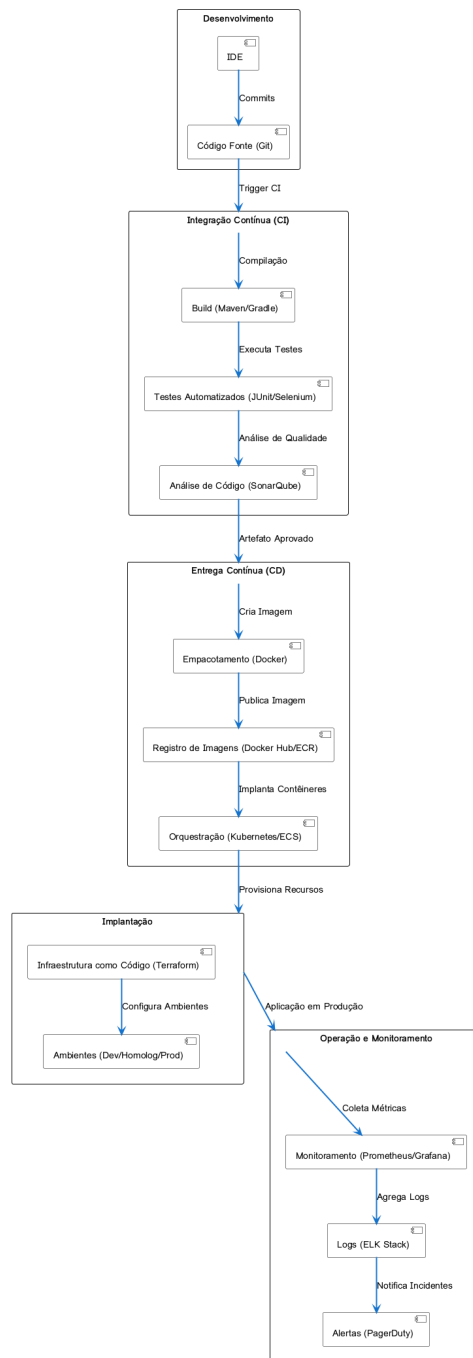 Desenvolvimento
IDE
Commits
Código Fonte (Git)
Trigger CI
Integração Contínua (CI)
Compilação
Build (Maven/Gradle)
Executa Testes
Testes Automatizados (JUnit/Selenium)
Análise de Qualidade
Análise de Código (SonarQube)
Artefato Aprovado
Entrega Contínua (CD)
Cria Imagem
Empacotamento (Docker)
Publica Imagem
Registro de Imagens (Docker Hub/ECR)
Implanta Contêineres
Orquestração (Kubernetes/ECS)
Provisiona Recursos
Implantação
Infraestrutura como Código (Terraform)
Configura Ambientes
Ambientes (Dev/Homolog/Prod)
Aplicação em Produção
Operação e Monitoramento
Coleta Métricas
Monitoramento (Prometheus/Grafana)
Agrega Logs
Logs (ELK Stack)
Notifica Incidentes
Alertas (PagerDuty)